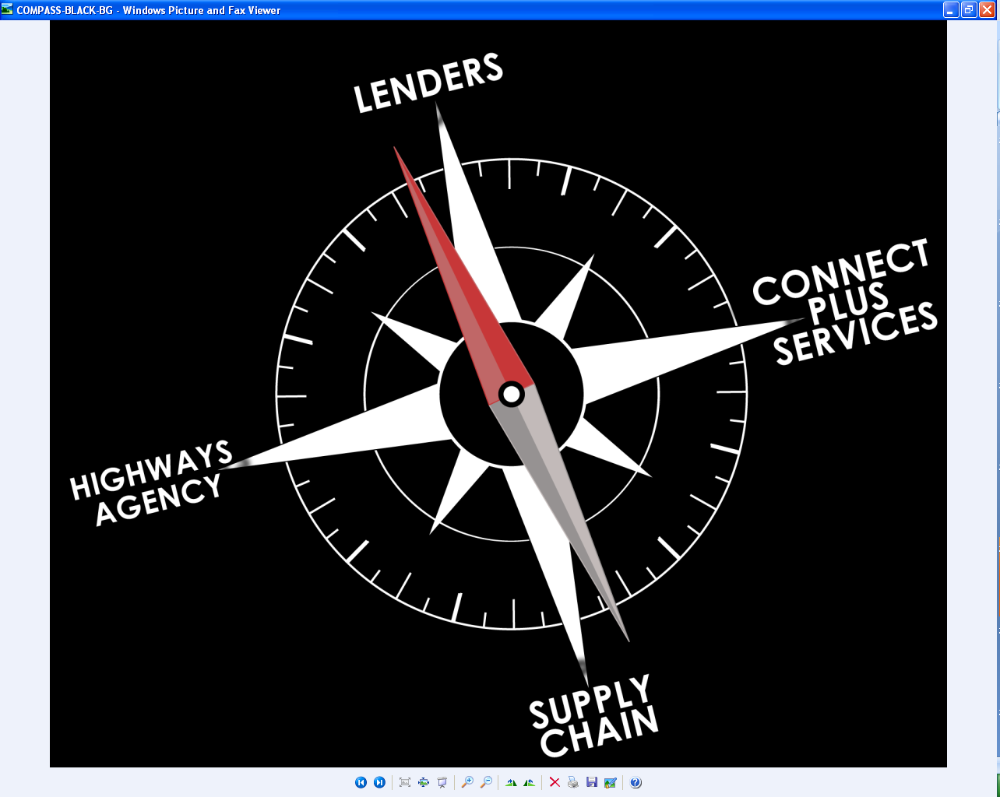 COMPASS-BLACK-BG - Windows Picture and Fax Viewer
LENDERS
CONNECT
PLUS
SERVICES
HIGHWAYS
AGENCY
SUPPLY
CHAIN